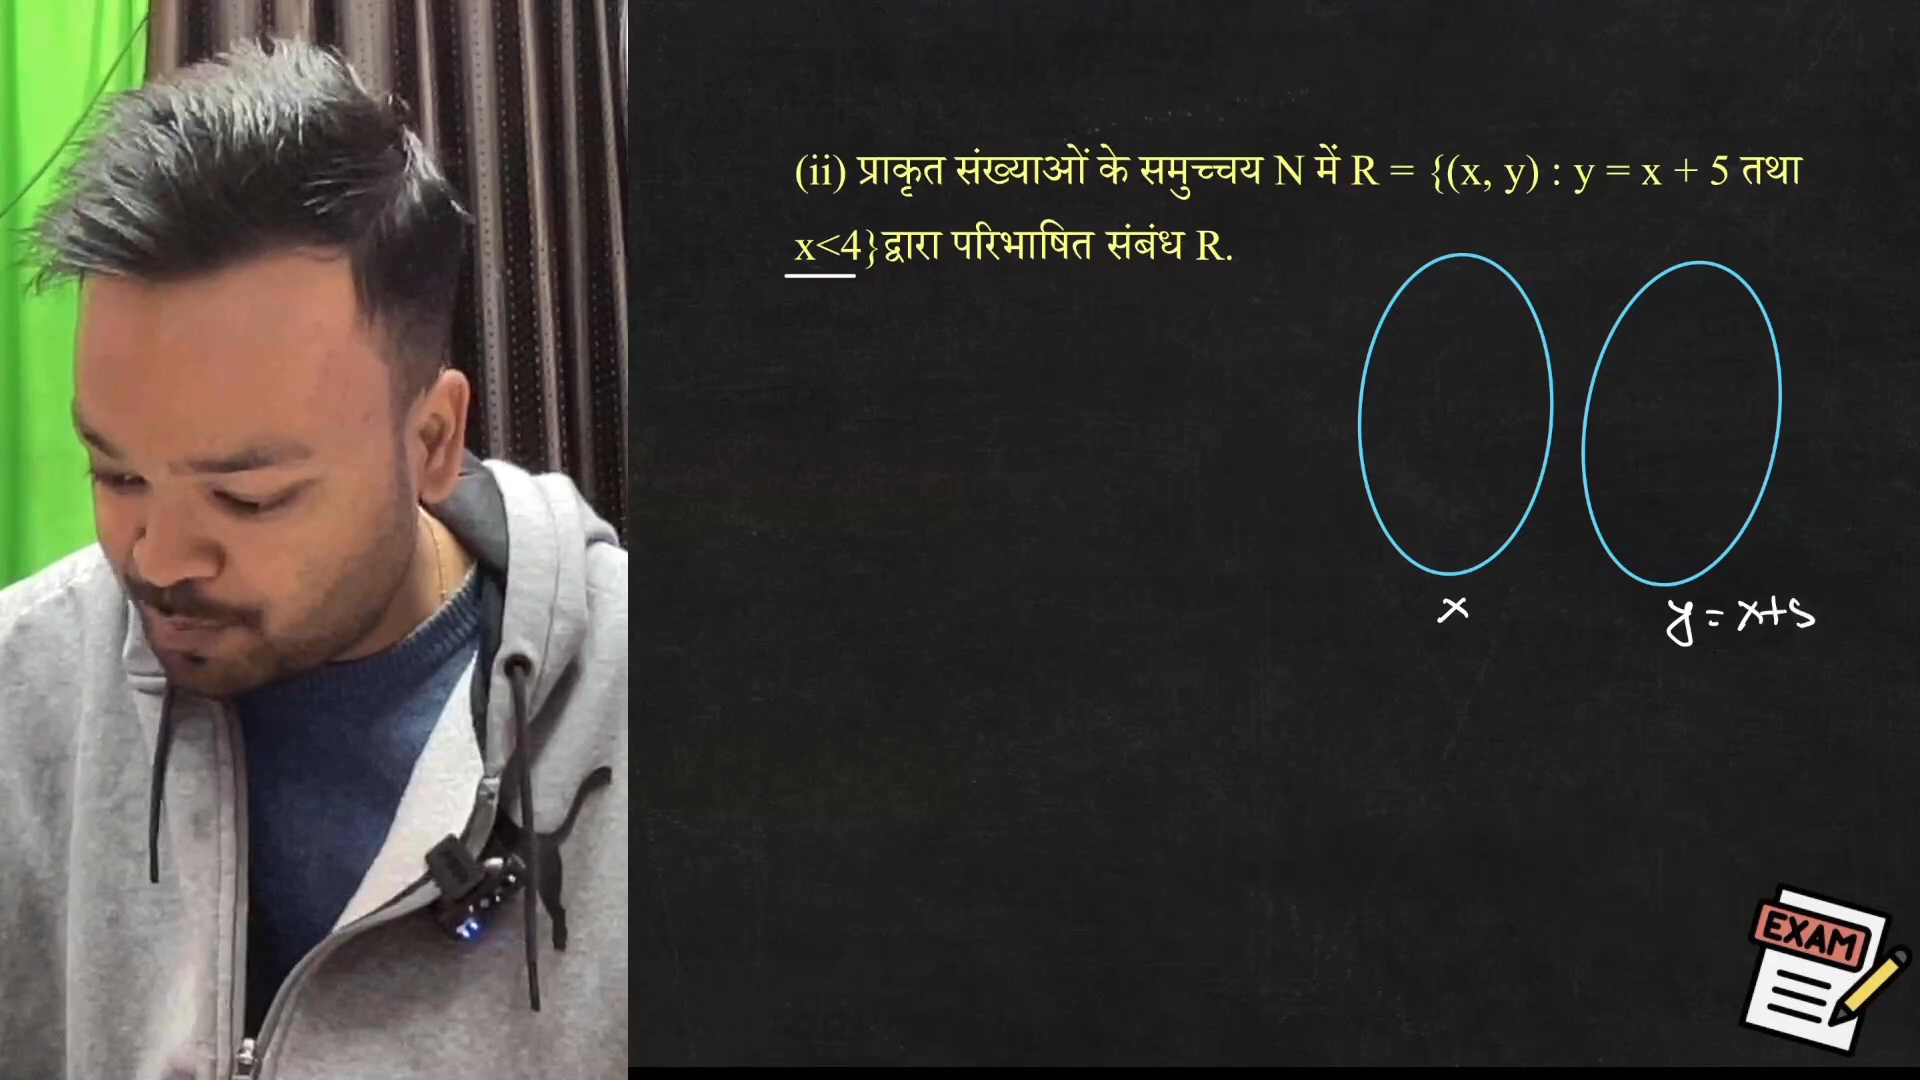 (ii) प्राकृत संख्याओं के समुच्चय N में R = {(x, y) : y = x + 5 तथा
x<4}द्वारा परिभाषित संबंध R.
x
y = x+5
EXAM